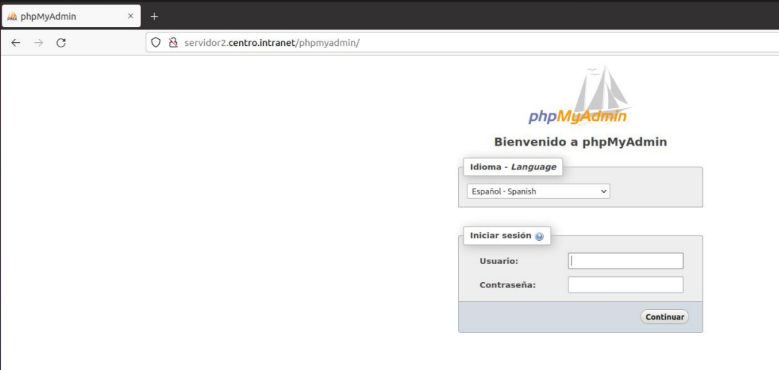 phpMyAdmin
servidor2.centro.intranet/phpmyadmin/
phpMyAdmin
Bienvenido a phpMyAdmin
Idioma - Language
Español - Spanish
Iniciar sesión
Usuario:
Contraseña:
Continuar